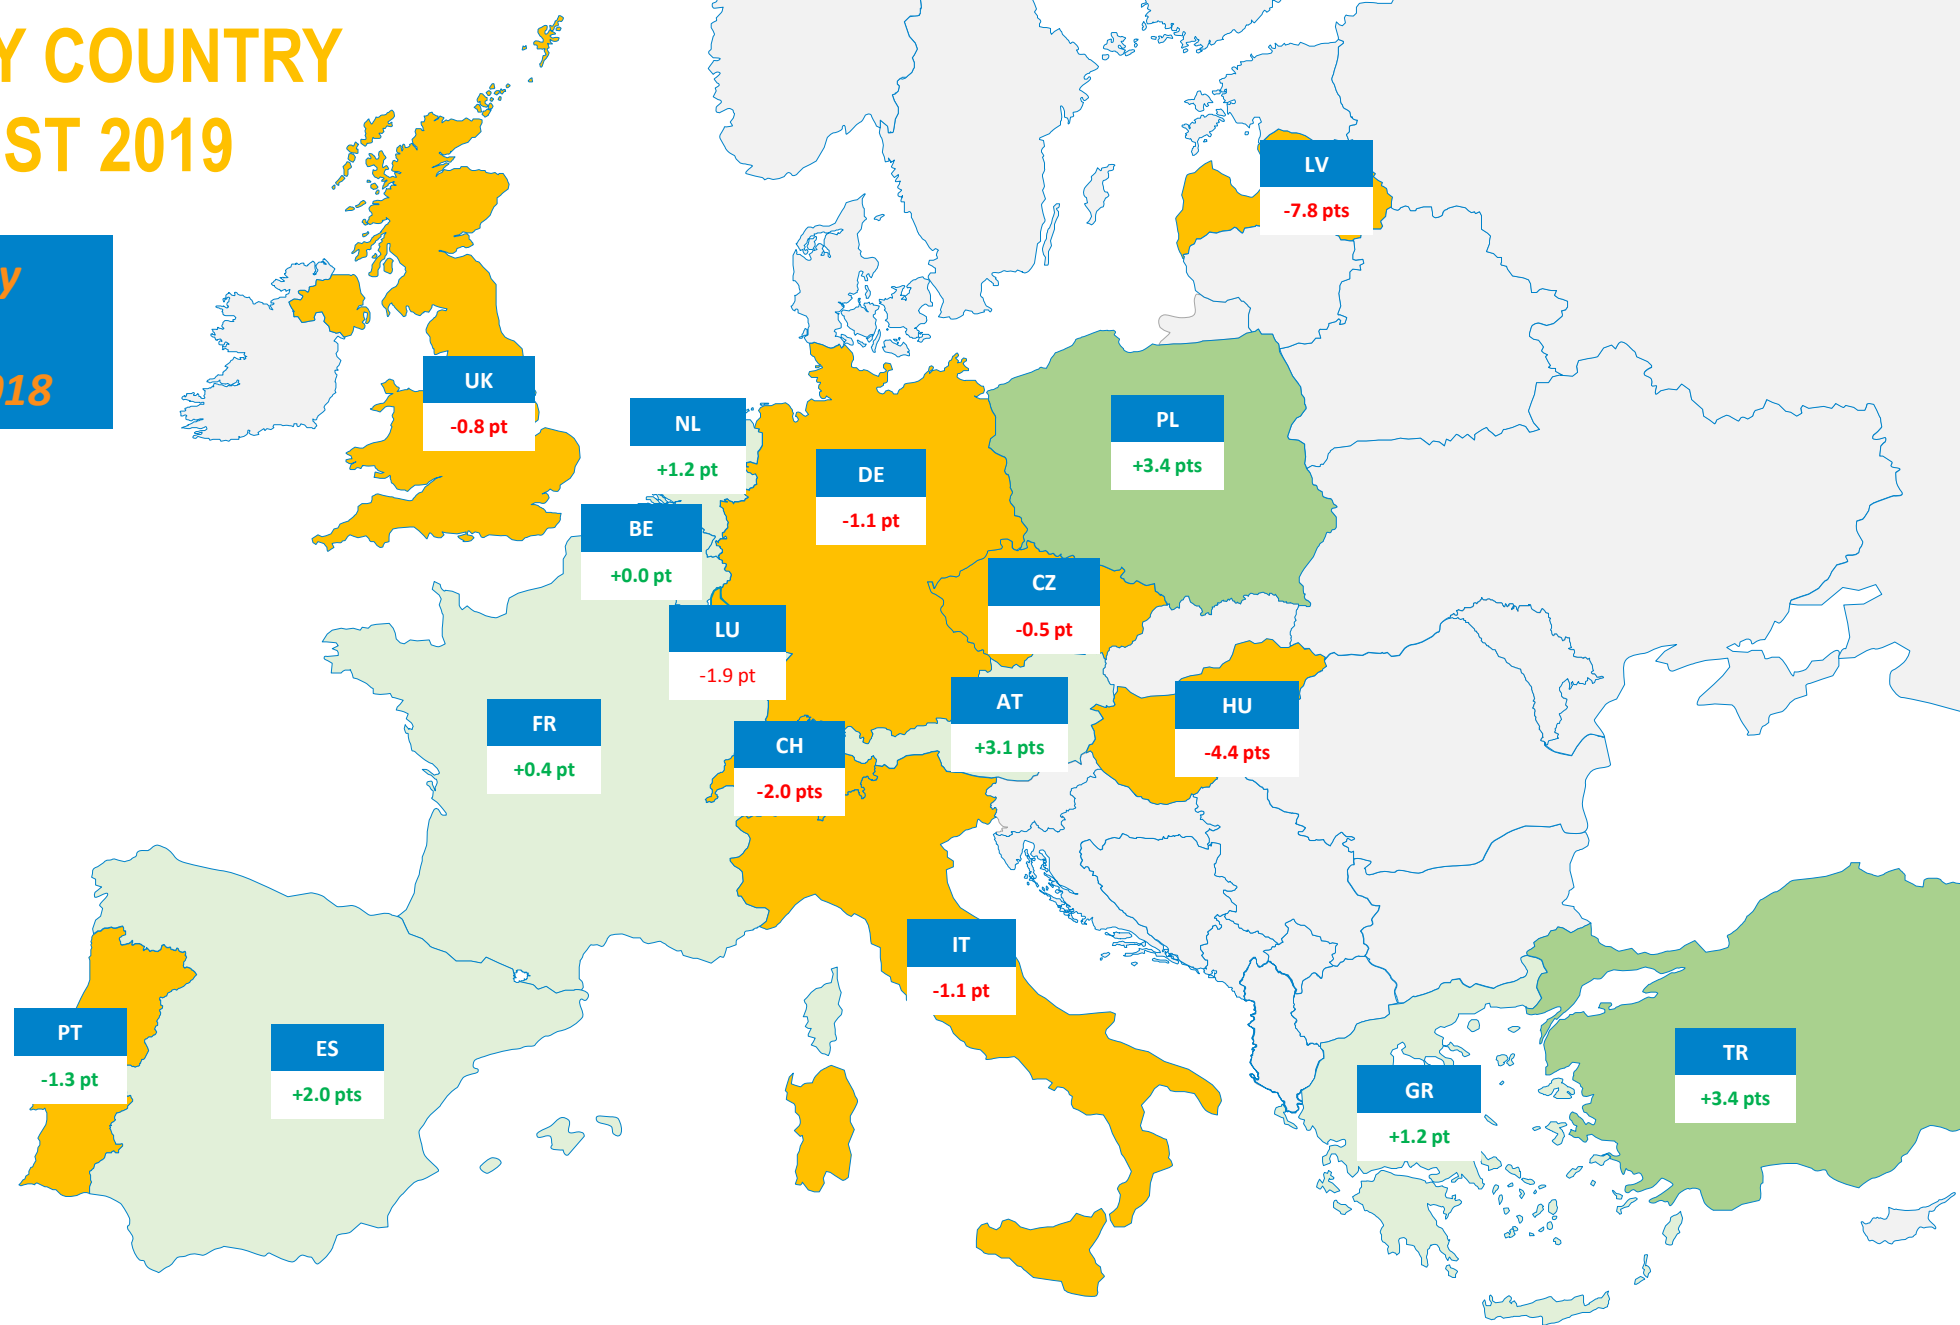 Y COUNTRY
ST 2019
y
018
LV
-7.8 pts
UK
-0.8 pt
NL
+1.2 pt
PL
+3.4 pts
DE
-1.1 pt
BE
+0.0 pt
CZ
-0.5 pt
LU
-1.9 pt
AT
+3.1 pts
HU
-4.4 pts
FR
+0.4 pt
CH
-2.0 pts
IT
-1.1 pt
PT
-1.3 pt
ES
+2.0 pts
GR
+1.2 pt
TR
+3.4 pts